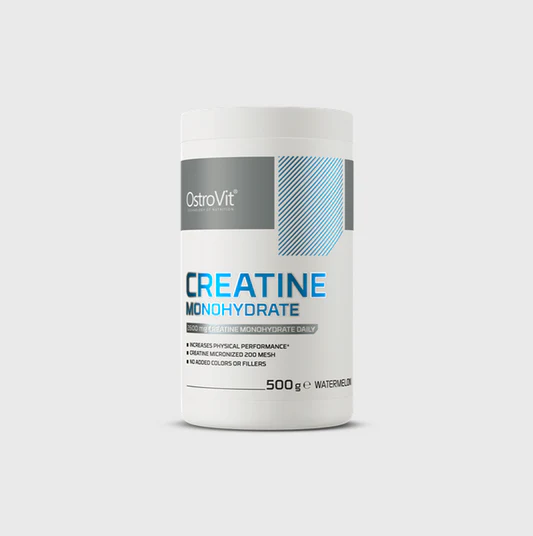 OstroVit®
CREATINE
MONOHYDRATE
2500 mg CREATINE MONOHYDRATE DAILY
INCREASES PHYSICAL PERFORMANCE*
CREATINE MICRONIZED 200 MESH
NO ADDED COLORS OR FILLERS
500 g ℮ WATERMELON